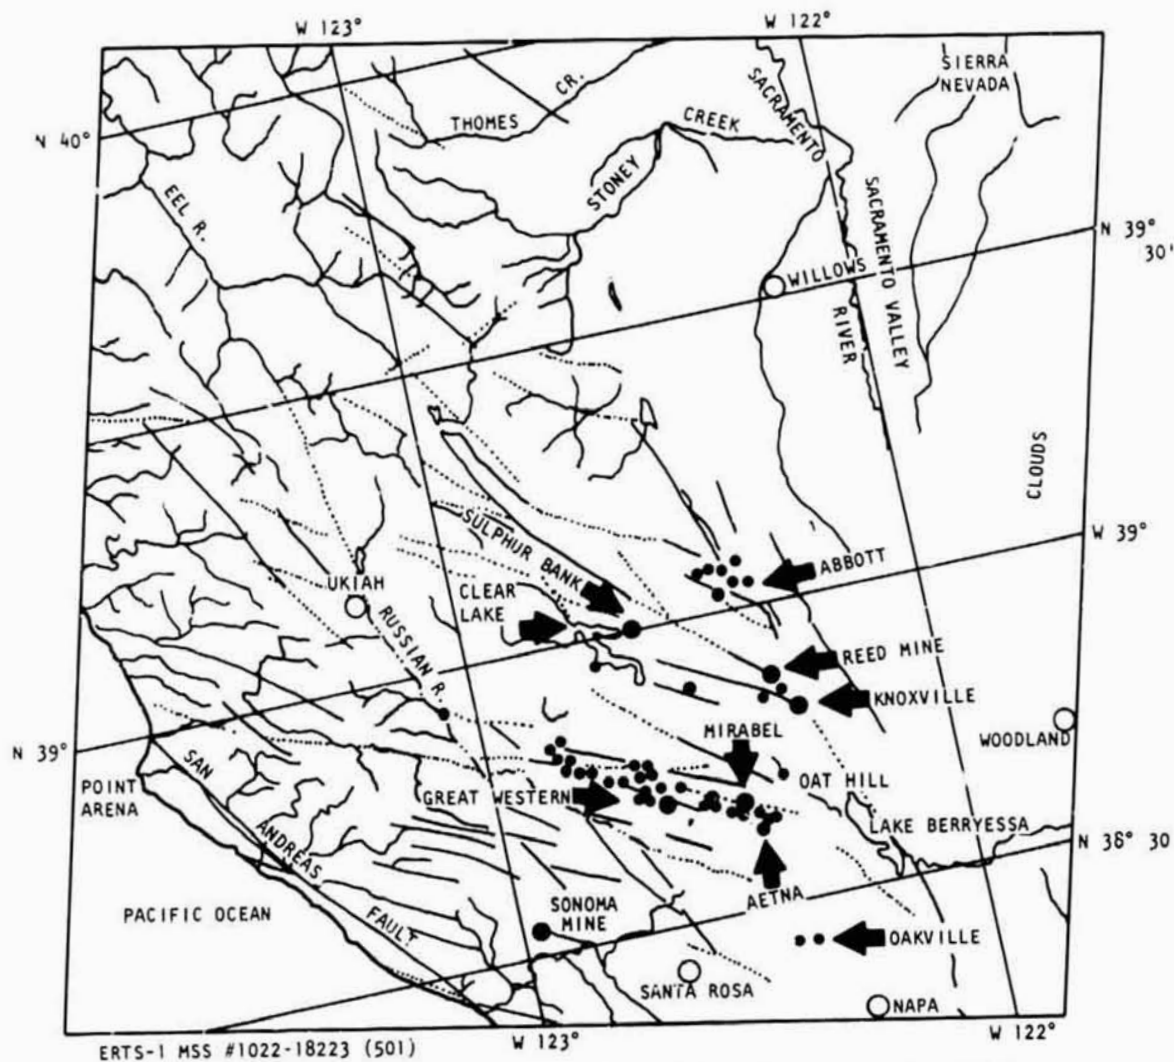 W 123°
W 122°
SIERRA
NEVADA
THOMES CR.
CREEK
STONEY
SACRAMENTO
N 40°
EEL R.
SACRAMENTO VALLEY
N 39°
30'
WILLOWS
RIVER
CLOUDS
SULPHUR BANK
W 39°
ABBOTT
UKIAH
CLEAR
LAKE
RUSSIAN R.
REED MINE
KNOXVILLE
MIRABEL
WOODLAND
N 39°
SAN
ANDREAS
FAULT
POINT
ARENA
OAT HILL
GREAT WESTERN
LAKE BERRYESSA
N 38° 30
AETNA
PACIFIC OCEAN
SONOMA
MINE
OAKVILLE
SANTA ROSA
NAPA
W 123°
W 122°
ERTS-1 MSS #1022-18223 (501)